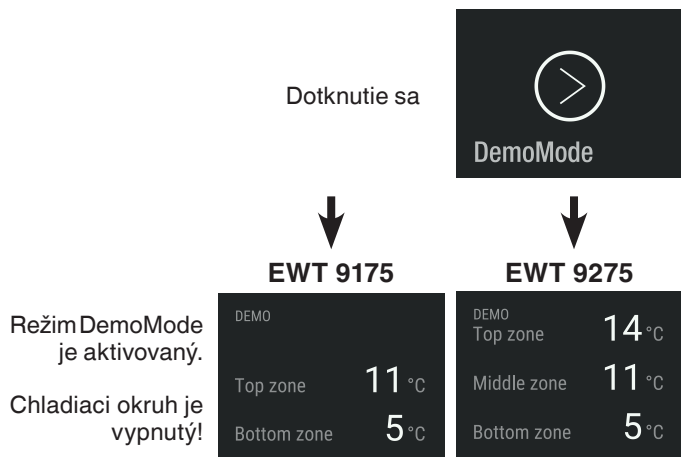 Dotknutie sa
DemoMode
EWT 9175
EWT 9275
Režim DemoMode
je aktivovaný.
Chladiaci okruh je
vypnutý!
DEMO
Top zone 11 °C
Bottom zone 5 °C
DEMO
Top zone 14 °C
Middle zone 11 °C
Bottom zone 5 °C